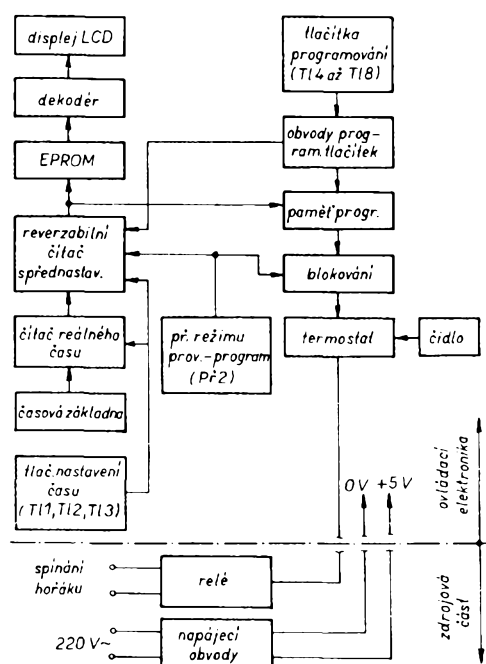 displej LCD
dekodér
EPROM
reverzabilní
čítač
s přednastav.
čítač reálného
času
časová základna
tlač. nastavení
času
(Tl1, Tl2, Tl3)
tlačítka
programování
(Tl4 až Tl8)
obvody prog-
ram. tlačítek
paměť progr.
blokování
termostat
čidlo
př. režimu
prov.-program
(Př2)
0V +5V
ovládací
elektronika
zdrojová
část
spínání
hořáku
relé
220 V~
napájecí
obvody